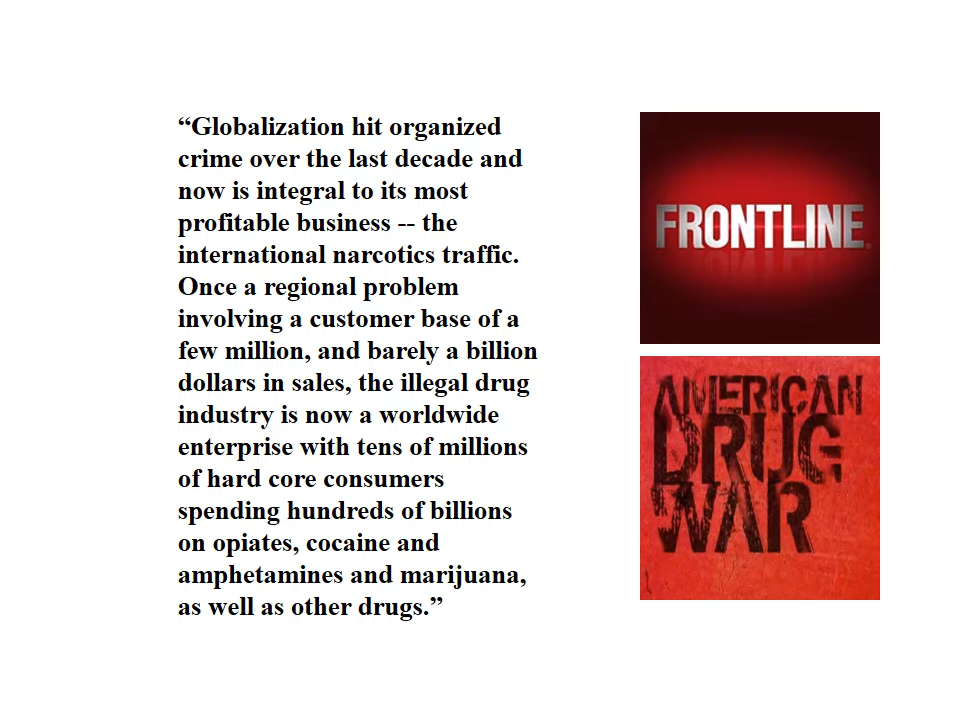 “Globalization hit organized
crime over the last decade and
now is integral to its most
profitable business -- the
international narcotics traffic.
Once a regional problem
involving a customer base of a
few million, and barely a billion
dollars in sales, the illegal drug
industry is now a worldwide
enterprise with tens of millions
of hard core consumers
spending hundreds of billions
on opiates, cocaine and
amphetamines and marijuana,
as well as other drugs.”
FRONTLINE
AMERICAN
DRUG
WAR